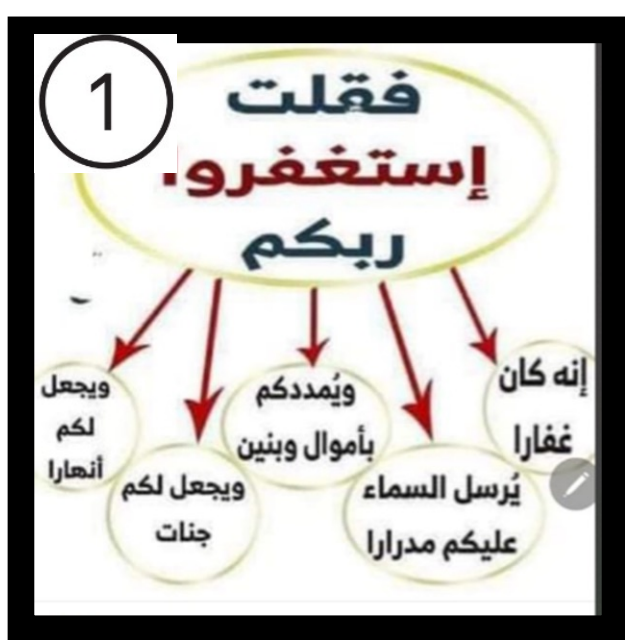 1
فقلت
إستغفروا
ربكم
إنه كان
غفارا
يُرسل السماء
عليكم مدرارا
ويُمددكم
بأموال وبنين
ويجعل لكم
جنات
ويجعل
لكم
أنهارا